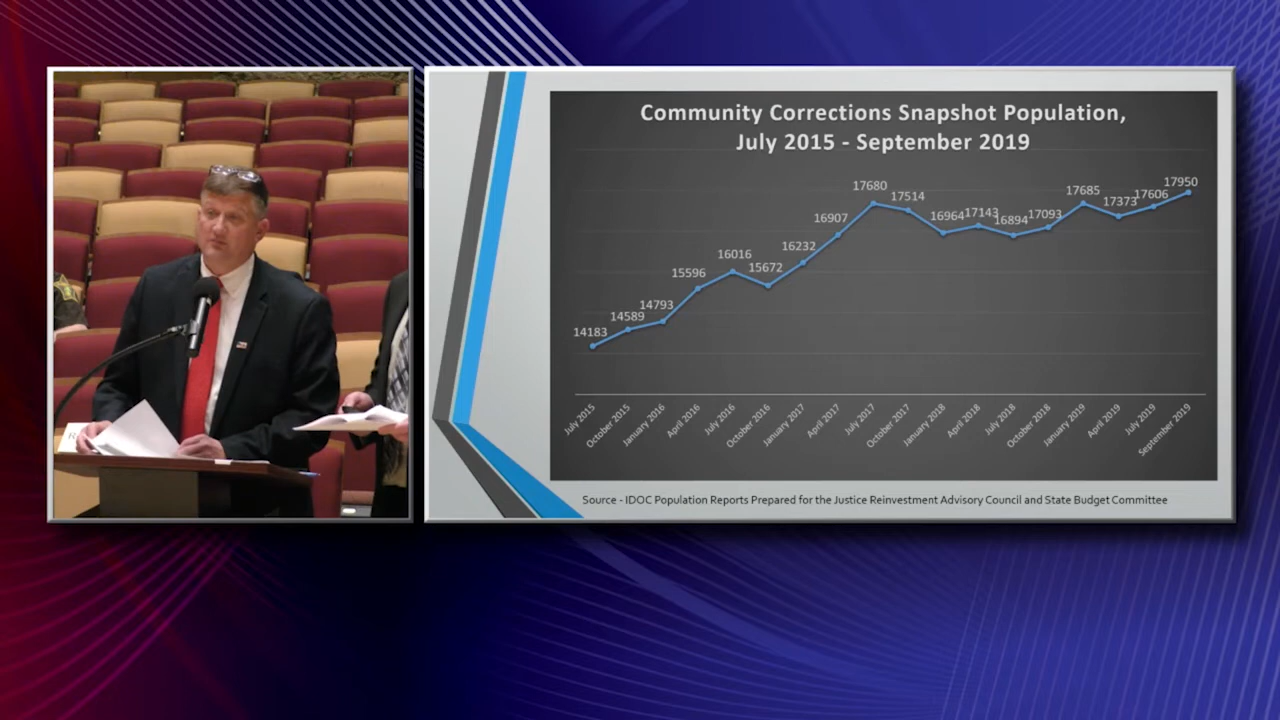 Community Corrections Snapshot Population,
July 2015 - September 2019
14183
14589
14793
15596
16016
15672
16232
16907
17680
17514
16964
17143
16894
17093
17685
17373
17606
17950
July 2015
October 2015
January 2016
April 2016
July 2016
October 2016
January 2017
April 2017
July 2017
October 2017
January 2018
April 2018
July 2018
October 2018
January 2019
April 2019
July 2019
September 2019
Source - IDOC Population Reports Prepared for the Justice Reinvestment Advisory Council and State Budget Committee